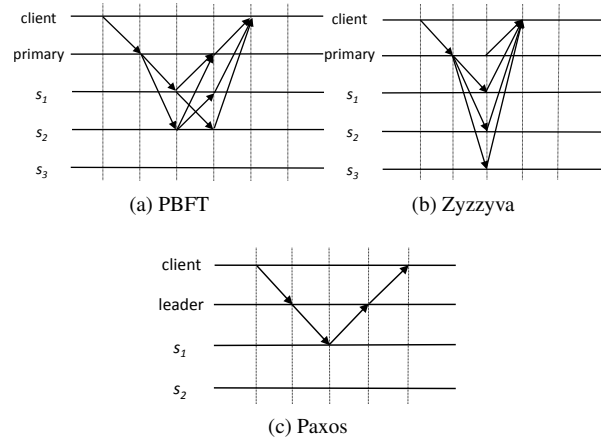 client
primary
s1
s2
s3
(a) PBFT
client
primary
s1
s2
s3
(b) Zyzzyva
client
leader
s1
s2
(c) Paxos